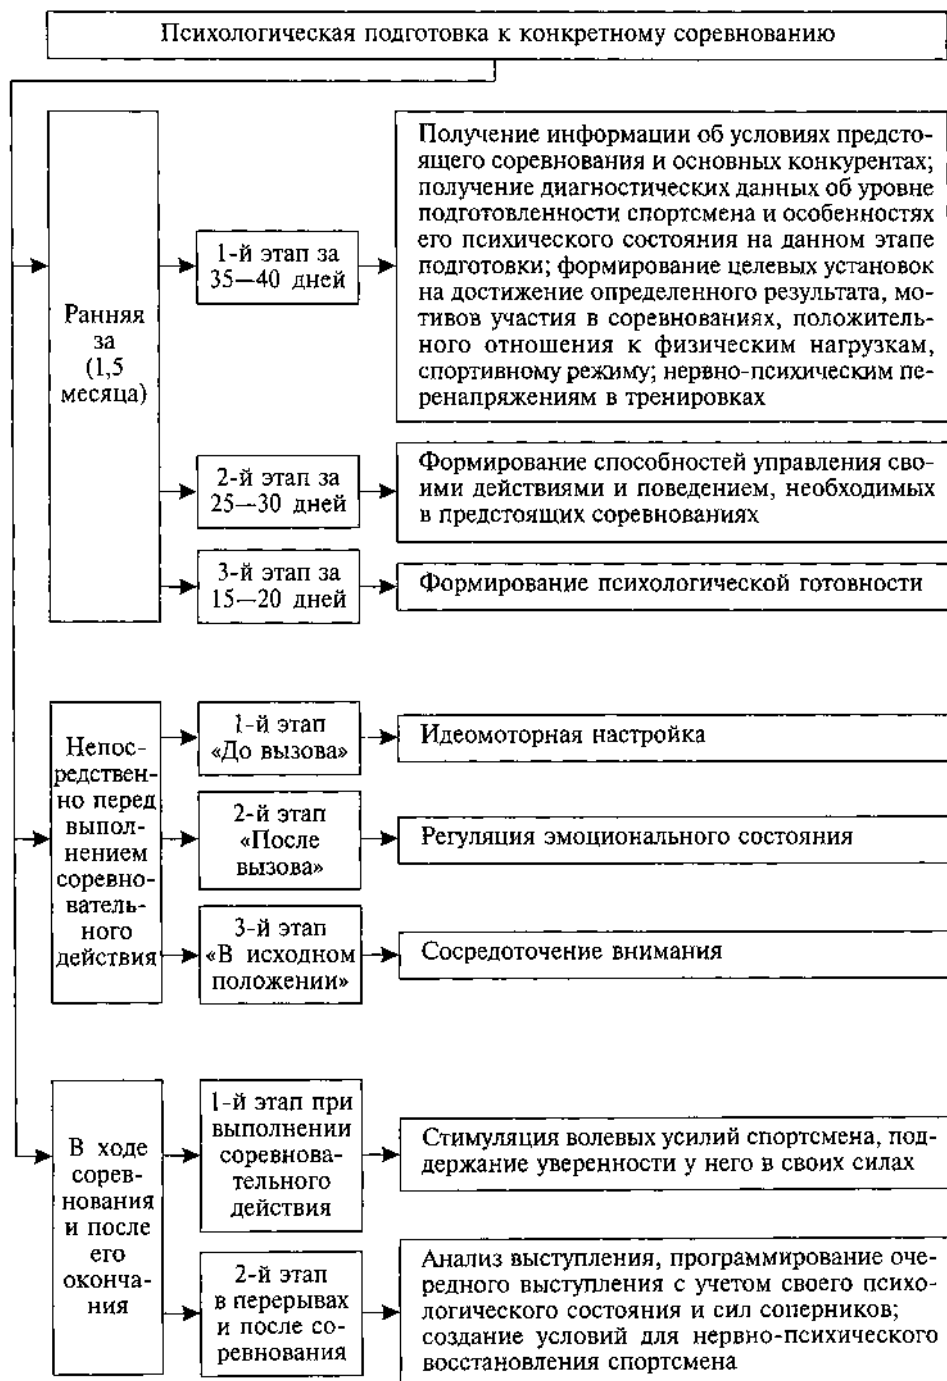 Психологическая подготовка к конкретному соревнованию
Ранняя
за
(1,5
месяца)
1-й этап за
35—40 дней
Получение информации об условиях предсто-
ящего соревнования и основных конкурентах;
получение диагностических данных об уровне
подготовленности спортсмена и особенностях
его психического состояния на данном этапе
подготовки; формирование целевых установок
на достижение определенного результата, мо-
тивов участия в соревнованиях, положитель-
ного отношения к физическим нагрузкам,
спортивному режиму; нервно-психическим пе-
ренапряжениям в тренировках
2-й этап за
25—30 дней
Формирование способностей управления сво-
ими действиями и поведением, необходимых
в предстоящих соревнованиях
3-й этап за
15—20 дней
Формирование психологической готовности
Непос-
редствен-
но перед
выпол-
нением
соревно-
ватель-
ного
действия
1-й этап
«До вызова»
Идеомоторная настройка
2-й этап
«После
вызова»
Регуляция эмоционального состояния
3-й этап
«В исходном
положении»
Сосредоточение внимания
В ходе
сорев-
нования
и после
его
оконча-
ния
1-й этап при
выполнении
соревнова-
тельного
действия
Стимуляция волевых усилий спортсмена, под-
держание уверенности у него в своих силах
2-й этап
в перерывах
и после со-
ревнования
Анализ выступления, программирование оче-
редного выступления с учетом своего психо-
логического состояния и сил соперников;
создание условий для нервно-психического
восстановления спортсмена